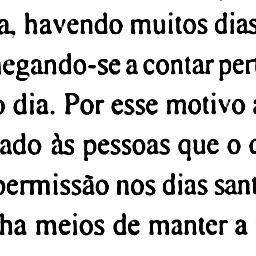 a, havendo muitos dias
hegando-se a contar per
o dia. Por esse motivo a
ado às pessoas que o
permissão nos dias sant
ha meios de manter a